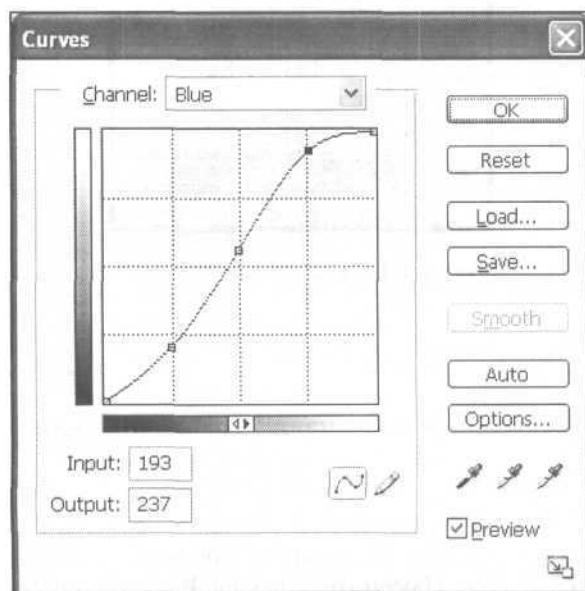 Curves
Channel: Blue
OK
Reset
Load...
Save...
Smooth
Auto
Options...
Input: 193
Output: 237
Preview